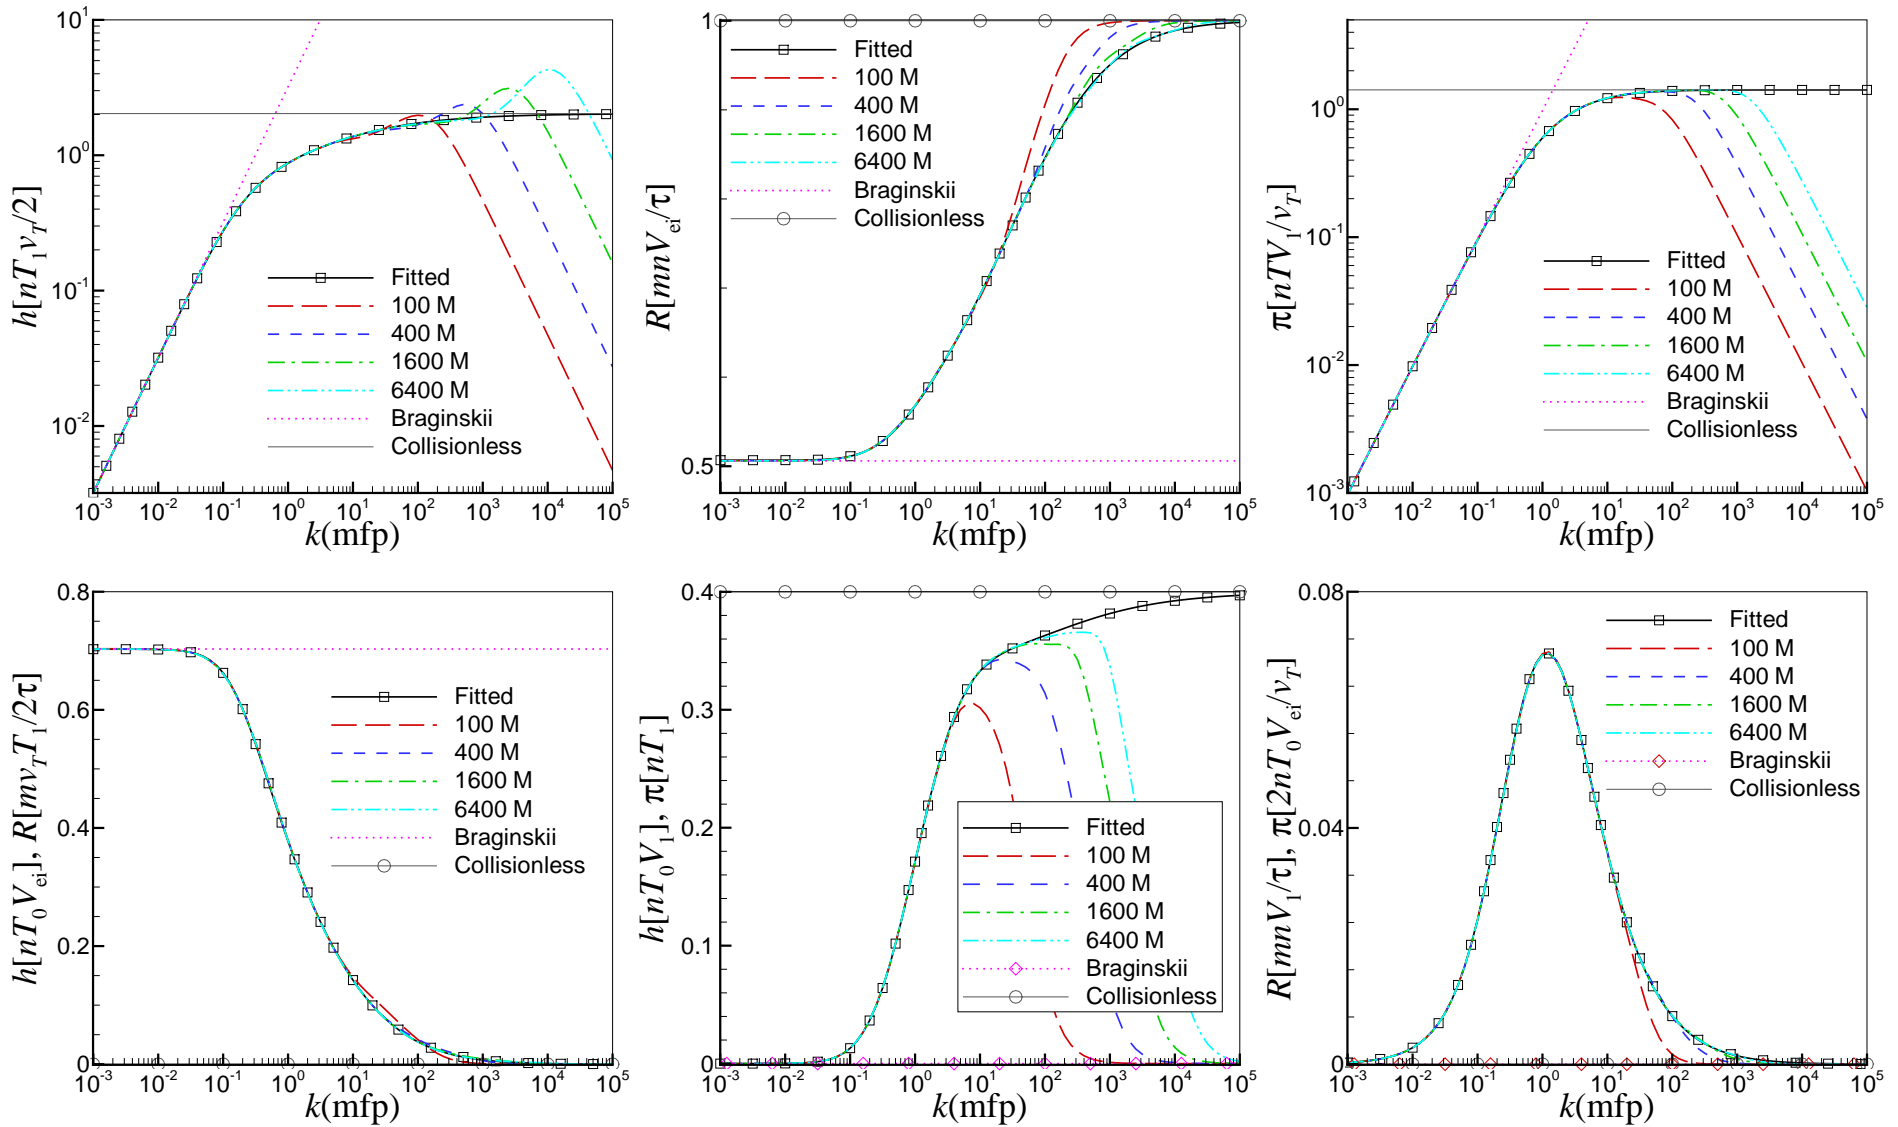 10^1
10^0
10^-1
10^-2
h[nT_1v_T/2]
Fitted
100 M
400 M
1600 M
6400 M
Braginskii
Collisionless
10^-3 10^-2 10^-1 10^0 10^1 10^2 10^3 10^4 10^5
k(mfp)
1
0.5
R[mnV_ei/τ]
Fitted
100 M
400 M
1600 M
6400 M
Braginskii
Collisionless
10^-3 10^-2 10^-1 10^0 10^1 10^2 10^3 10^4 10^5
k(mfp)
10^0
10^-1
10^-2
10^-3
π[nTV_1/v_T]
Fitted
100 M
400 M
1600 M
6400 M
Braginskii
Collisionless
10^-3 10^-2 10^-1 10^0 10^1 10^2 10^3 10^4 10^5
k(mfp)
0.8
0.6
0.4
0.2
0
h[nT_0V_ei], R[mv_TT_1/2τ]
Fitted
100 M
400 M
1600 M
6400 M
Braginskii
Collisionless
10^-3 10^-2 10^-1 10^0 10^1 10^2 10^3 10^4 10^5
k(mfp)
0.4
0.3
0.2
0.1
0
h[nT_0V_1], π[nT_1]
Fitted
100 M
400 M
1600 M
6400 M
Braginskii
Collisionless
10^-3 10^-2 10^-1 10^0 10^1 10^2 10^3 10^4 10^5
k(mfp)
0.08
0.04
0
R[mnV_1/τ], π[2nT_0V_ei/v_T]
Fitted
100 M
400 M
1600 M
6400 M
Braginskii
Collisionless
10^-3 10^-2 10^-1 10^0 10^1 10^2 10^3 10^4 10^5
k(mfp)